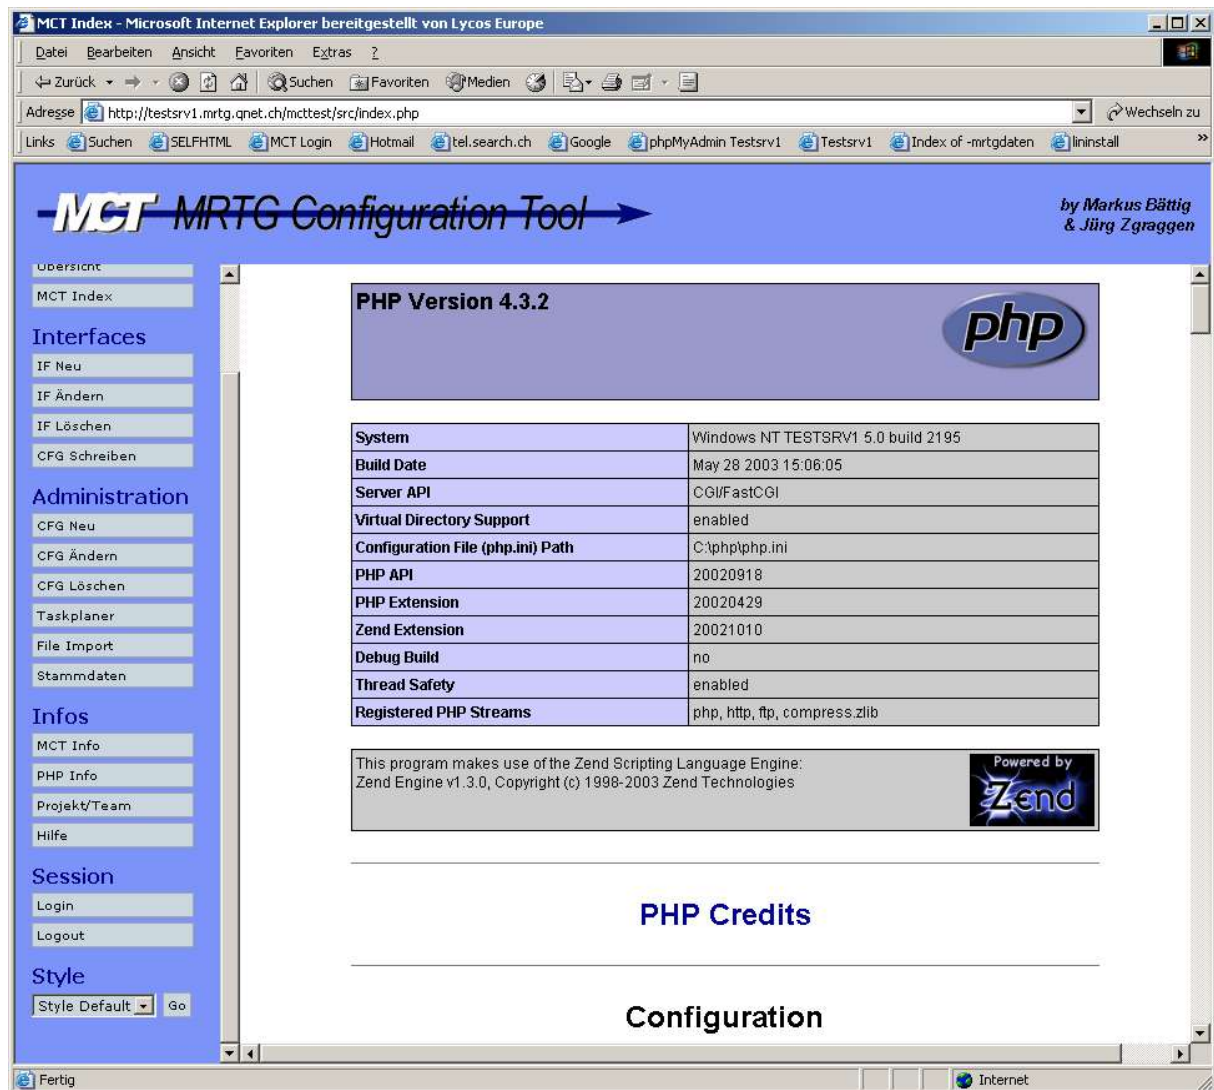 MCT Index - Microsoft Internet Explorer bereitgestellt von Lycos Europe
Datei Bearbeiten Ansicht Favoriten Extras ?
Zurück Suchen Favoriten Medien
Adresse http://testsrv1.mrtg.qnet.ch/mcttest/src/index.php Wechseln zu
Links Suchen SELFHTML MCT Login Hotmail tel.search.ch Google phpMyAdmin Testsrv1 Testsrv1 Index of -mrtgdaten lininstall »
MCT MRTG Configuration Tool
by Markus Bättig
& Jürg Zgraggen
Übersicht
MCT Index
Interfaces
IF Neu
IF Ändern
IF Löschen
CFG Schreiben
Administration
CFG Neu
CFG Ändern
CFG Löschen
Taskplaner
File Import
Stammdaten
Infos
MCT Info
PHP Info
Projekt/Team
Hilfe
Session
Login
Logout
Style
Style Default Go
PHP Version 4.3.2
php
System Windows NT TESTSRV1 5.0 build 2195
Build Date May 28 2003 15:06:05
Server API CGI/FastCGI
Virtual Directory Support enabled
Configuration File (php.ini) Path C:\php\php.ini
PHP API 20020918
PHP Extension 20020429
Zend Extension 20021010
Debug Build no
Thread Safety enabled
Registered PHP Streams php, http, ftp, compress.zlib
This program makes use of the Zend Scripting Language Engine:
Zend Engine v1.3.0, Copyright (c) 1998-2003 Zend Technologies
Powered by
Zend
PHP Credits
Configuration
Fertig Internet